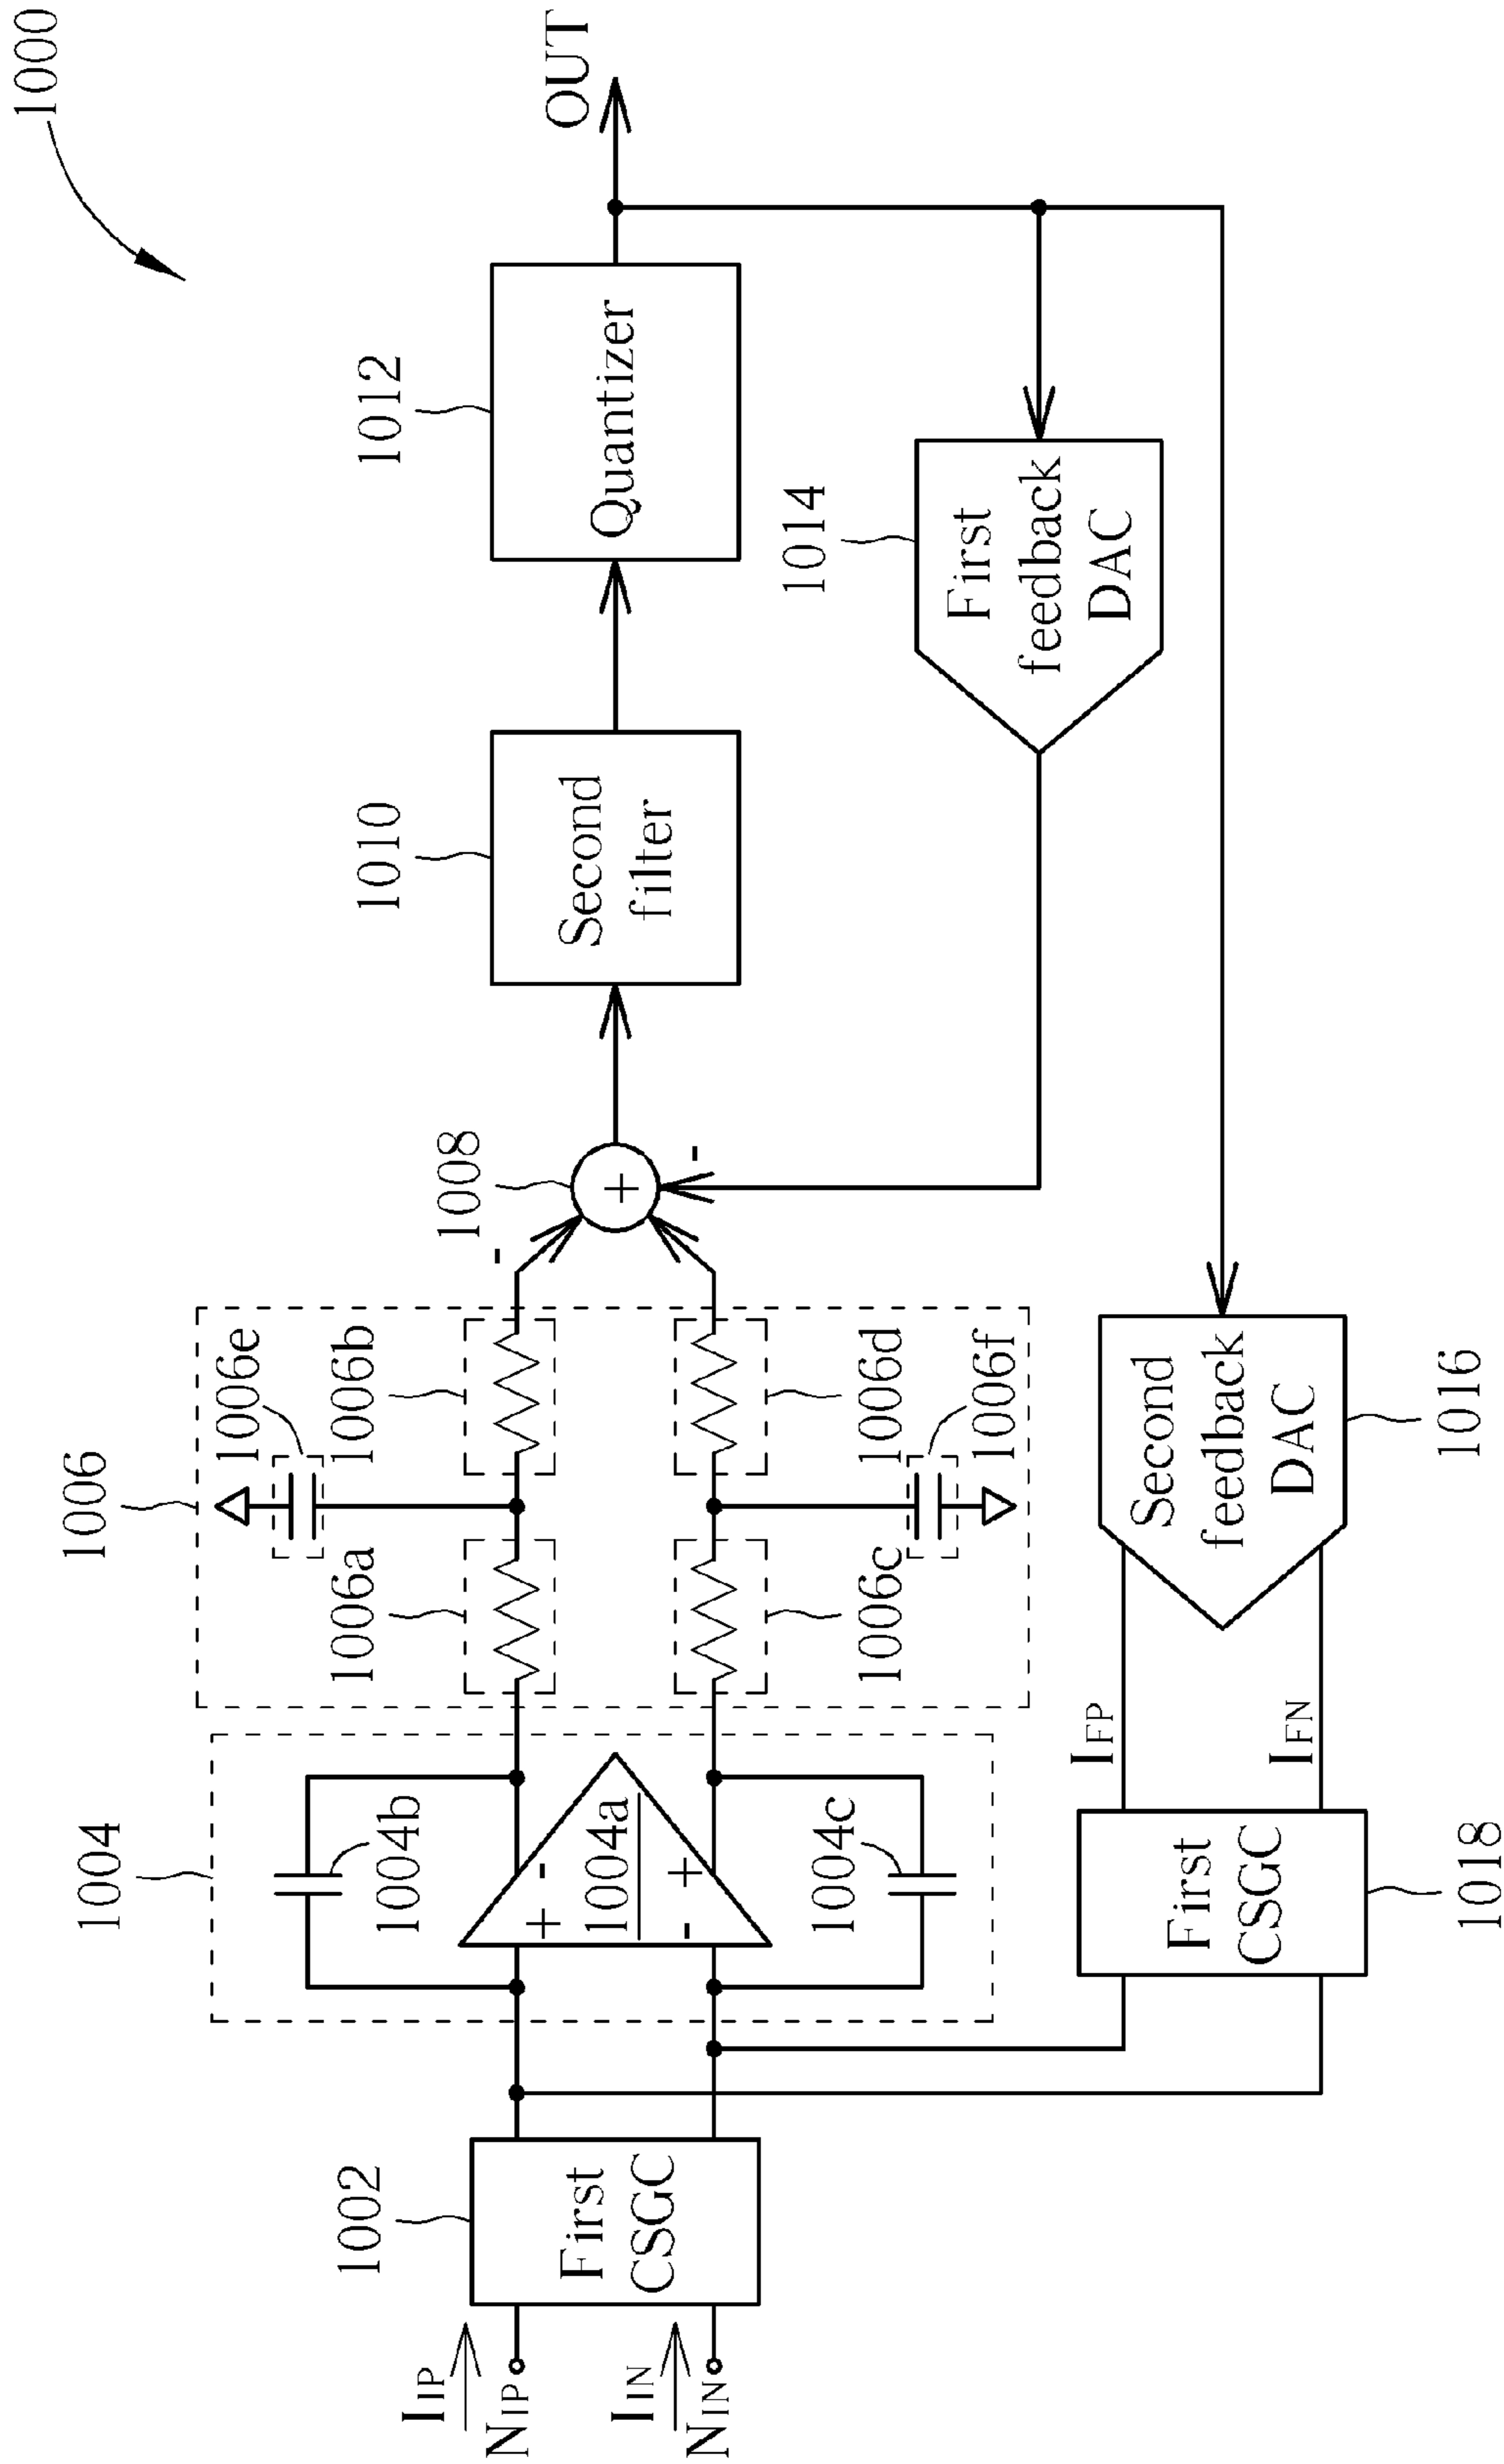 1000
OUT
1012
Quantizer
1014
First
feedback
DAC
1010
Second
filter
1008
+
-
-
1006
1006e
1006b
1006a
1006d
1006f
1006c
1004
1004b
1004a
1004c
+
-
-
+
1016
Second
feedback
DAC
IFP
IFN
1018
First
CSGC
1002
First
CSGC
IIP
NIP
IIN
NIN